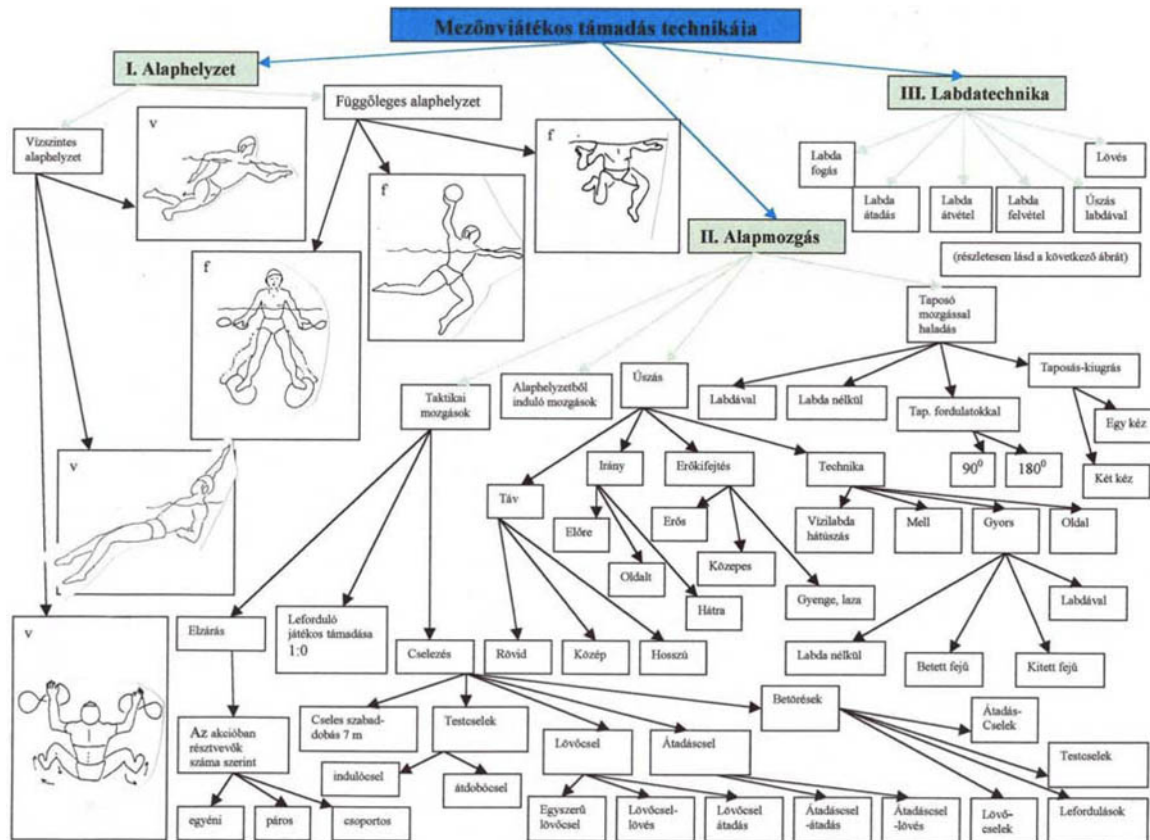 Mezőnyjátékos támadás technikája
I. Alaphelyzet
Függőleges alaphelyzet
III. Labdatechnika
Vízszintes
alaphelyzet
v
f
f
Labda
fogás
Lövés
Labda
átadás
Labda
átvétel
Labda
felvétel
Úszás
labdával
II. Alapmozgás
(részletesen lásd a következő ábrát)
f
Taposó
mozgással
haladás
Taktikai
mozgások
Alaphelyzetből
induló mozgások
Úszás
Labdával
Labda nélkül
Tap. fordulatokkal
Taposás-kiugrás
Egy kéz
Két kéz
90⁰
180⁰
v
Táv
Irány
Erőkifejtés
Technika
Előre
Oldalt
Hátra
Erős
Közepes
Gyenge, laza
Vízilabda
hátúszás
Mell
Gyors
Oldal
Labda nélkül
Betett fejű
Kitett fejű
Labdával
v
Elzárás
Leforduló
játékos támadása
1:0
Cselezés
Rövid
Közép
Hosszú
Az akcióban
résztvevők
száma szerint
egyéni
páros
csoportos
Cseles szabad-
dobás 7 m
Testcselek
indulócsel
átdobócsel
Lövőcsel
Átadáscsel
Betörések
Átadás-
Cselek
Testcselek
Egyszerű
lövőcsel
Lövőcsel-
lövés
Lövőcsel
átadás
Átadáscsel
-átadás
Átadáscsel
-lövés
Lövő-
cselek
Lefordulások